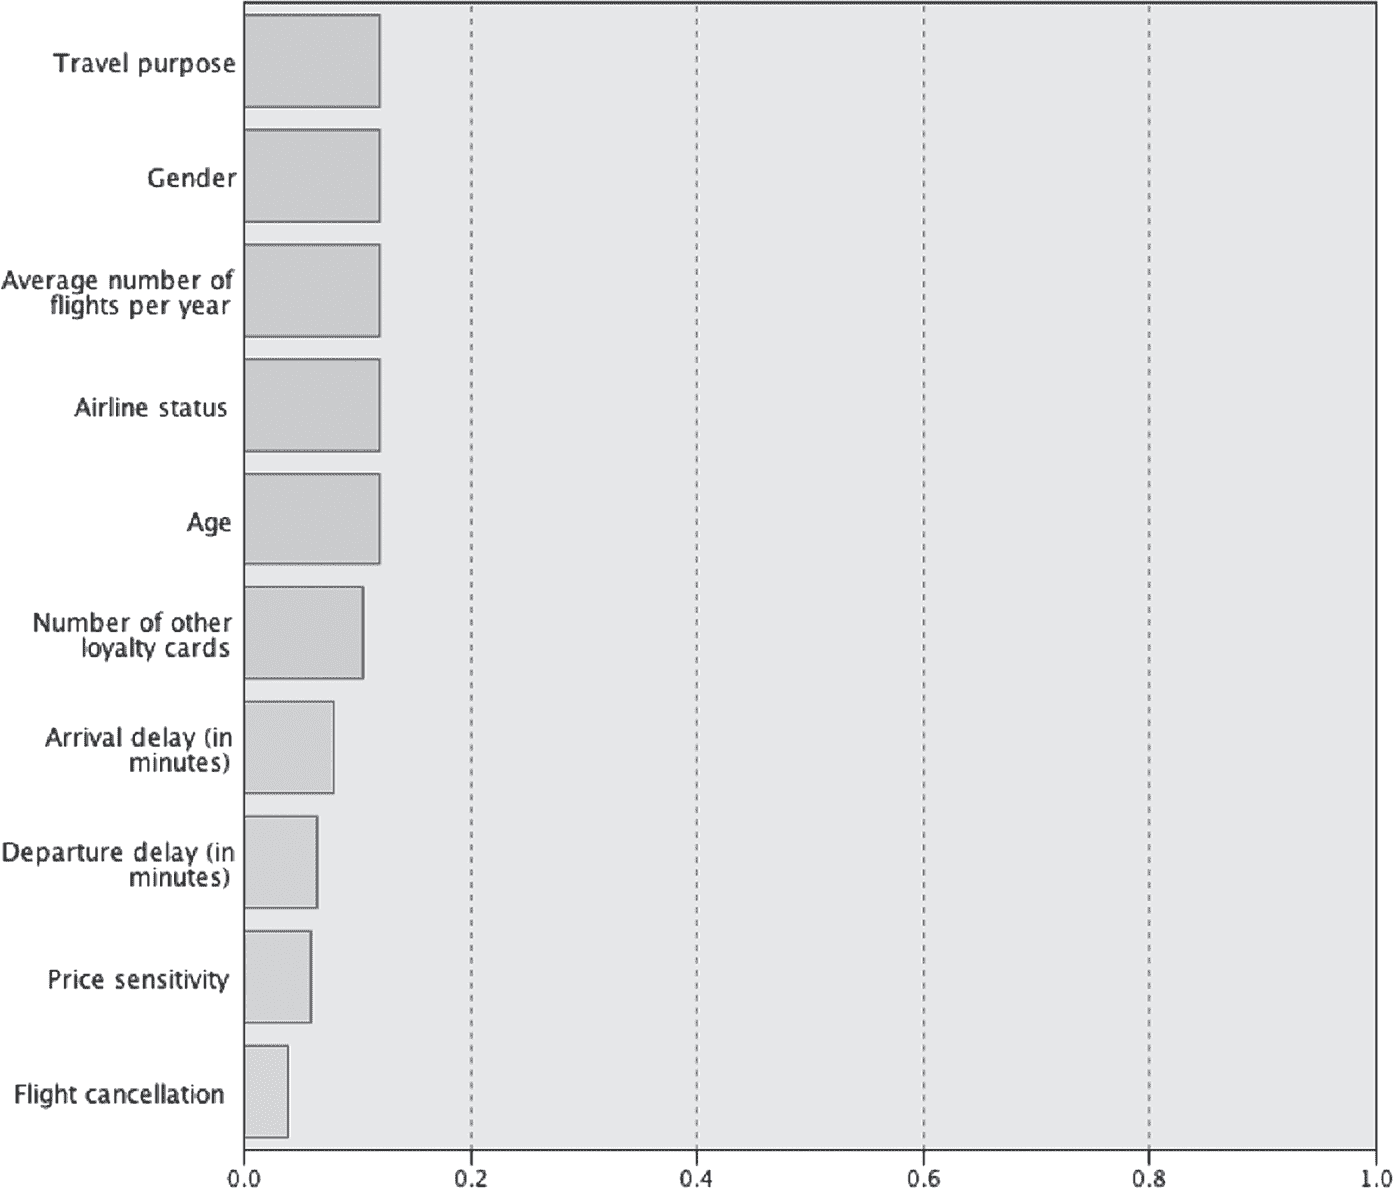 Travel purpose
Gender
Average number of
flights per year
Airline status
Age
Number of other
loyalty cards
Arrival delay (in
minutes)
Departure delay (in
minutes)
Price sensitivity
Flight cancellation
0.0 0.2 0.4 0.6 0.8 1.0